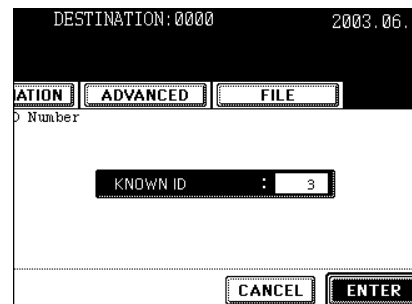 DESTINATION:0000 2003.06.
ATION ADVANCED FILE
D Number
KNOWN ID : 3
CANCEL ENTER